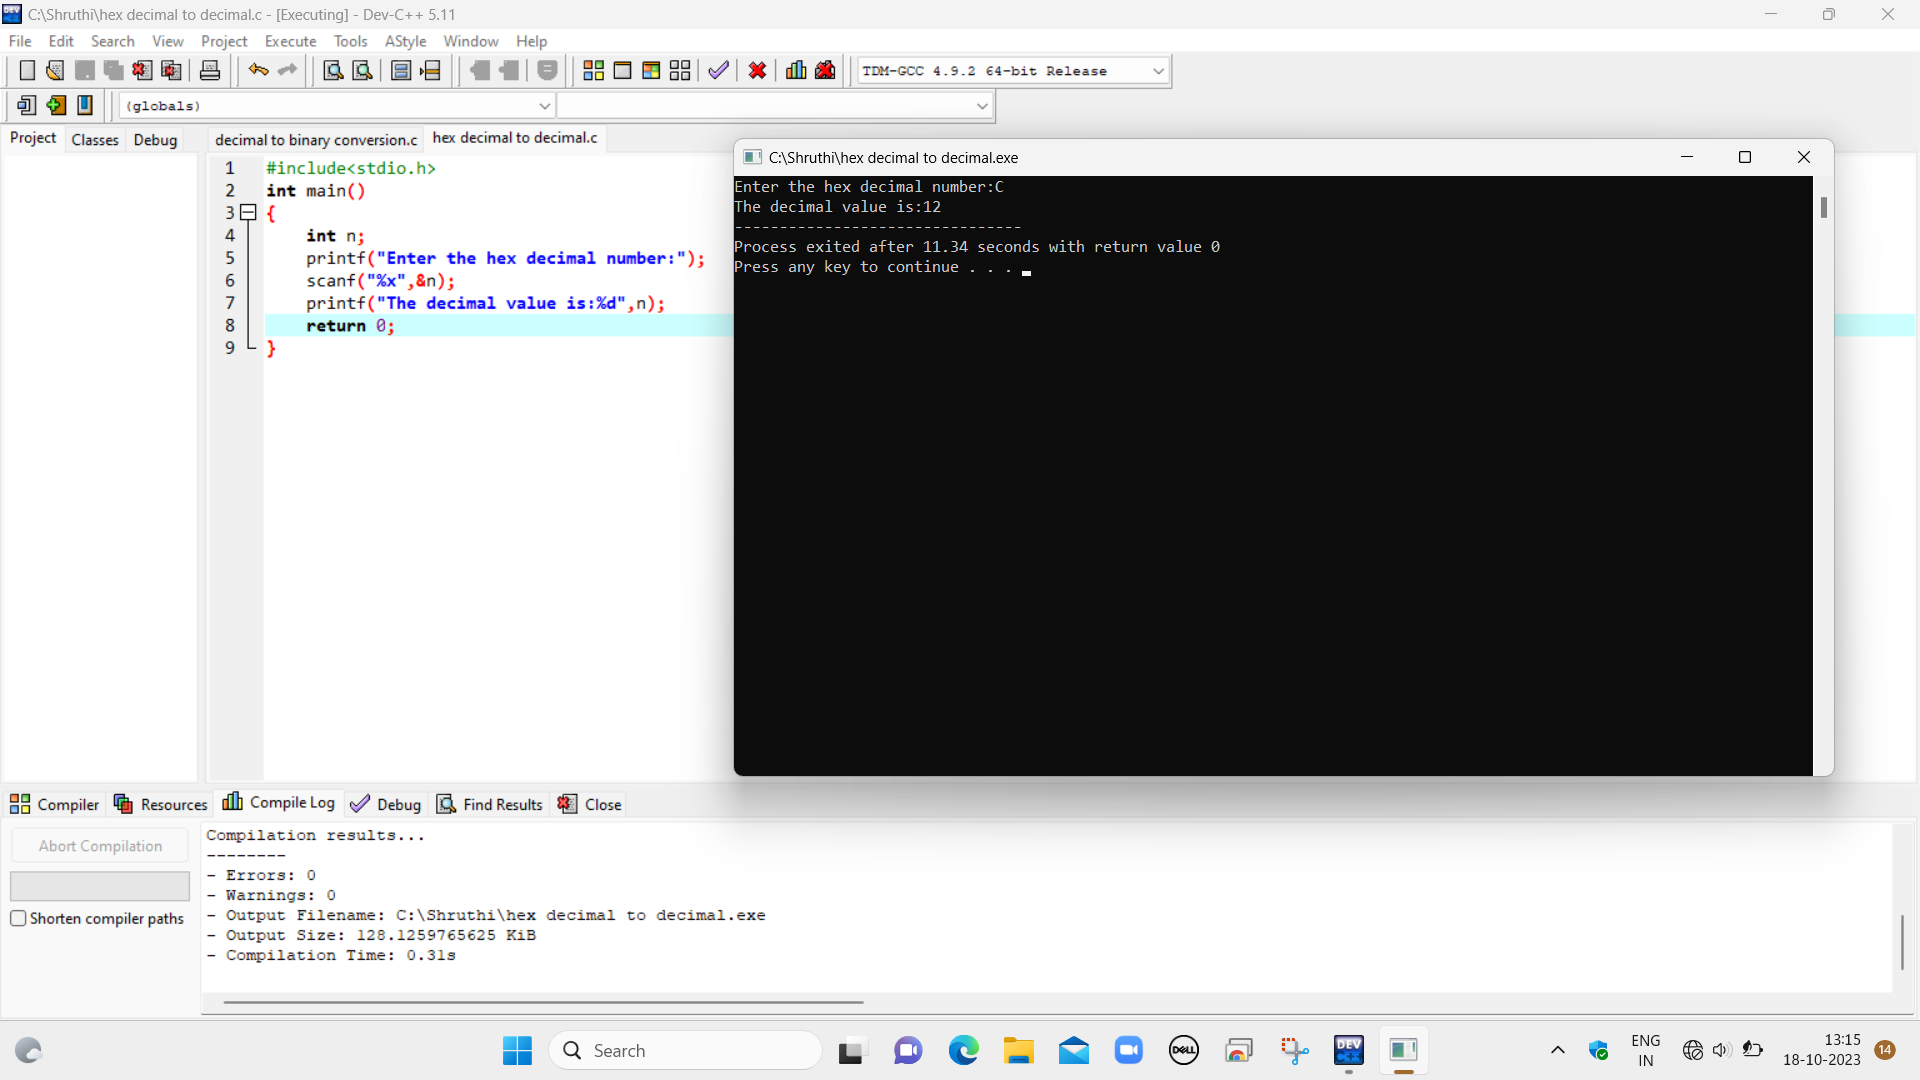 C:\Shruthi\hex decimal to decimal.c - [Executing] - Dev-C++ 5.11
File Edit Search View Project Execute Tools AStyle Window Help
TDM-GCC 4.9.2 64-bit Release
(globals)
Project Classes Debug
decimal to binary conversion.c hex decimal to decimal.c
1 #include<stdio.h>
2 int main()
3 {
4 int n;
5 printf("Enter the hex decimal number:");
6 scanf("%x",&n);
7 printf("The decimal value is:%d",n);
8 return 0;
9 }
C:\Shruthi\hex decimal to decimal.exe
Enter the hex decimal number:C
The decimal value is:12
--------------------------------
Process exited after 11.34 seconds with return value 0
Press any key to continue . . .
Compiler Resources Compile Log Debug Find Results Close
Abort Compilation
Shorten compiler paths
Compilation results...
--------
- Errors: 0
- Warnings: 0
- Output Filename: C:\Shruthi\hex decimal to decimal.exe
- Output Size: 128.1259765625 KiB
- Compilation Time: 0.31s
Search
DELL
DEV
C++
ENG
IN
13:15
18-10-2023
14